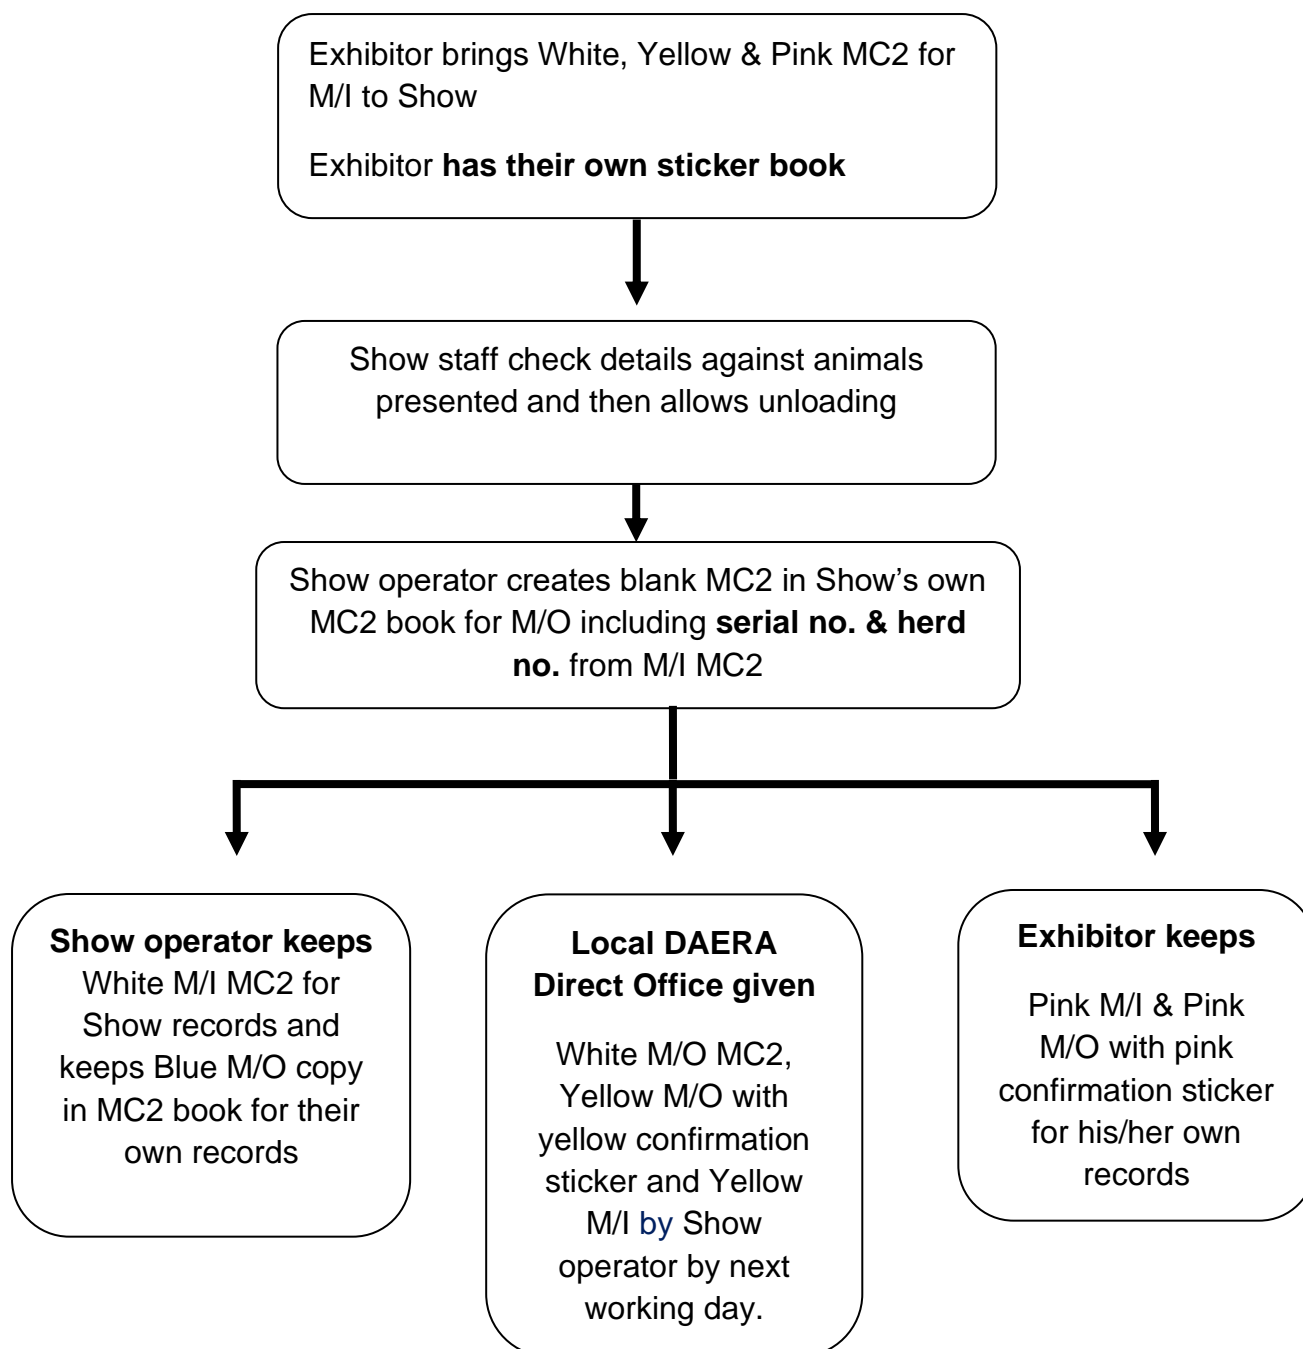 Exhibitor brings White, Yellow & Pink MC2 for
M/I to Show
Exhibitor has their own sticker book
Show staff check details against animals
presented and then allows unloading
Show operator creates blank MC2 in Show’s own
MC2 book for M/O including serial no. & herd
no. from M/I MC2
Show operator keeps
White M/I MC2 for
Show records and
keeps Blue M/O copy
in MC2 book for their
own records
Local DAERA
Direct Office given
White M/O MC2,
Yellow M/O with
yellow confirmation
sticker and Yellow
M/I by Show
operator by next
working day.
Exhibitor keeps
Pink M/I & Pink
M/O with pink
confirmation sticker
for his/her own
records